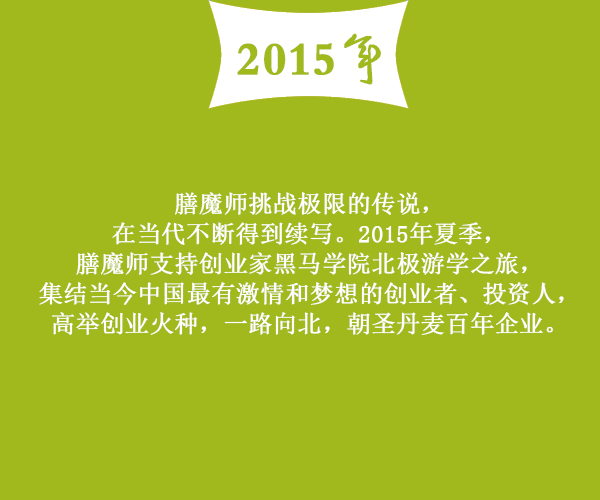 2015年
膳魔师挑战极限的传说，
在当代不断得到续写。2015年夏季，
膳魔师支持创业家黑马学院北极游学之旅，
集结当今中国最有激情和梦想的创业者、投资人，
高举创业火种，一路向北，朝圣丹麦百年企业。